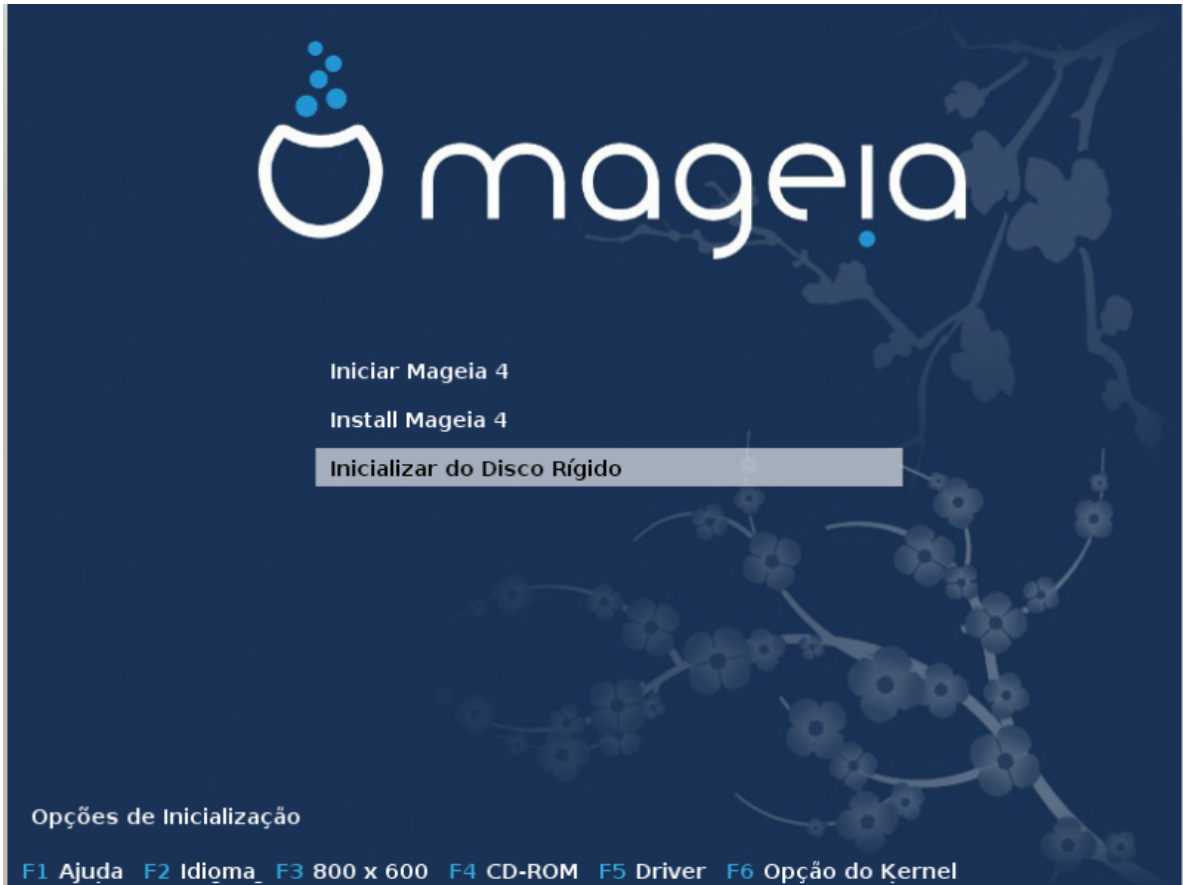 mageia
Iniciar Mageia 4
Install Mageia 4
Inicializar do Disco Rígido
Opções de Inicialização
F1 Ajuda F2 Idioma F3 800 x 600 F4 CD-ROM F5 Driver F6 Opção do Kernel